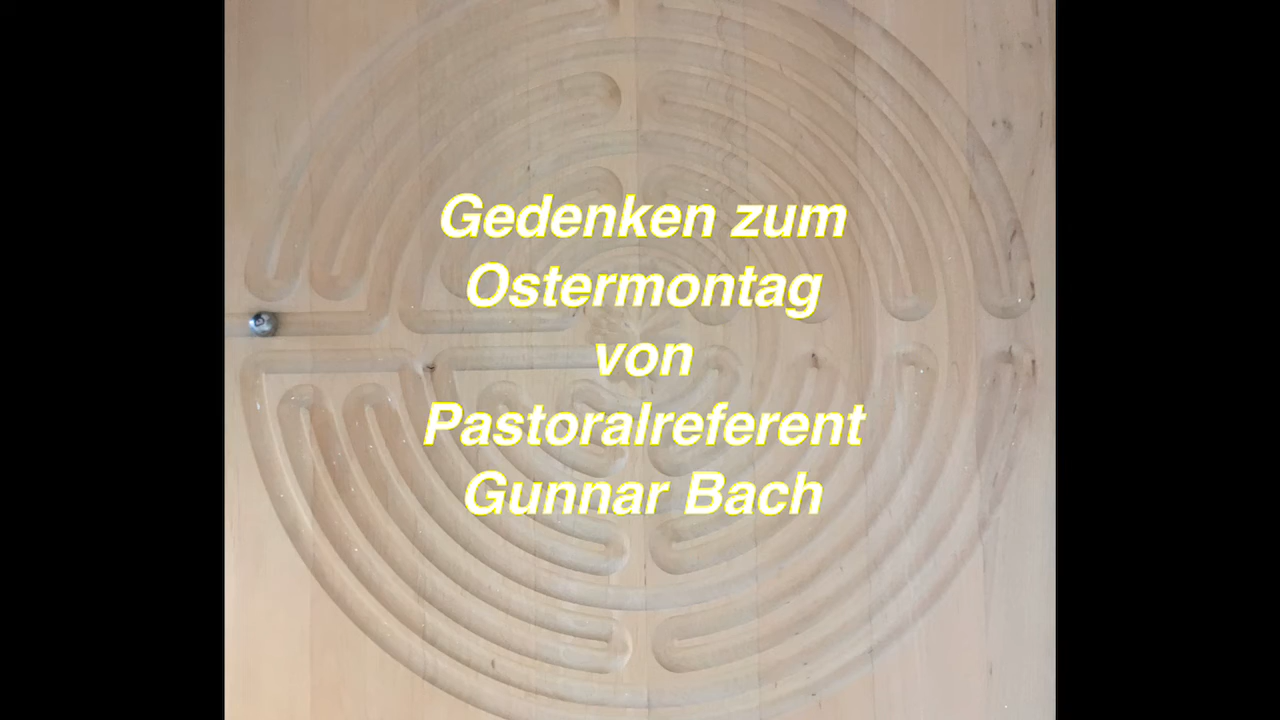 Gedenken zum
Ostermontag
von
Pastoralreferent
Gunnar Bach